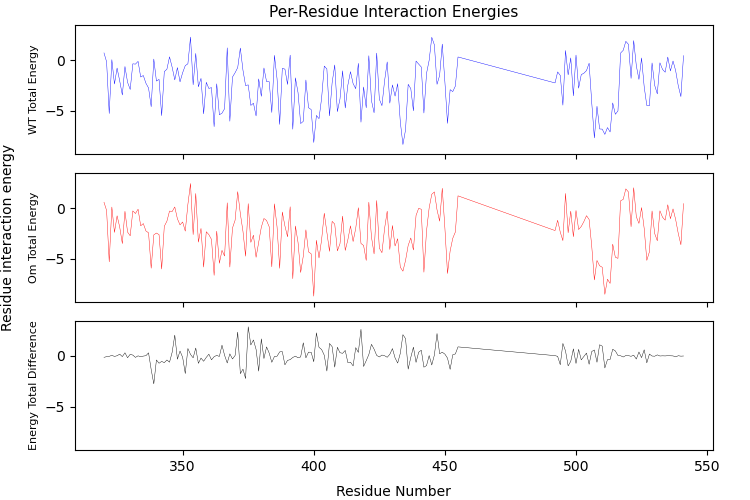 Per-Residue Interaction Energies
Residue interaction energy
WT Total Energy
0
−5
Om Total Energy
0
−5
Energy Total Difference
0
−5
350
400
450
500
550
Residue Number